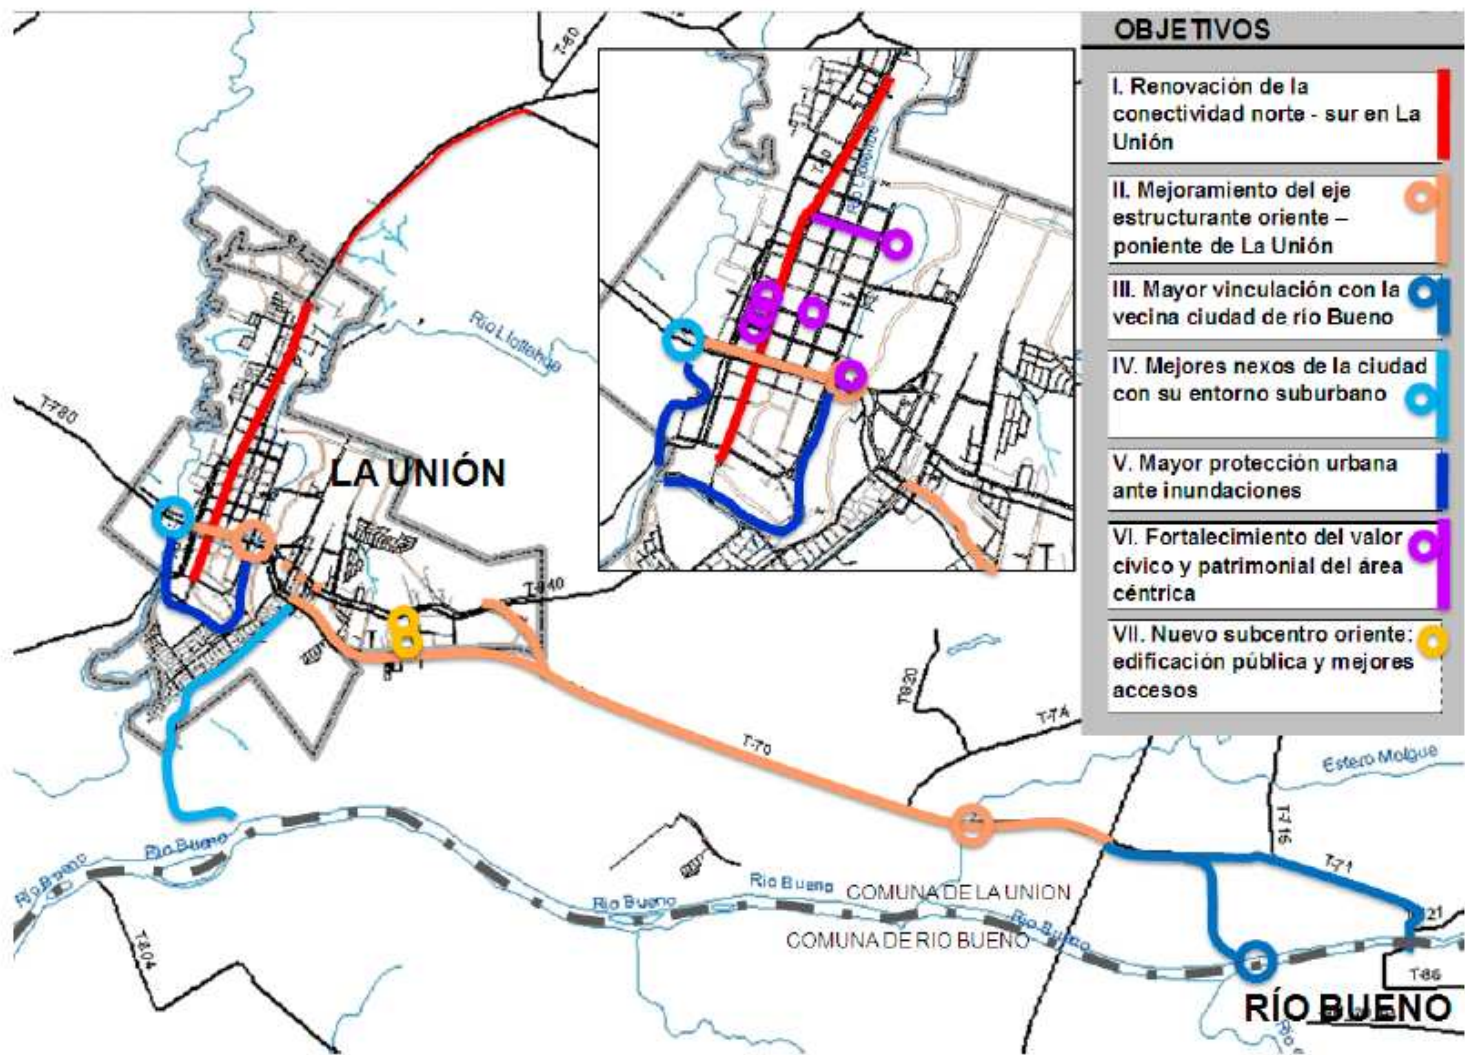 OBJETIVOS
I. Renovación de la
conectividad norte - sur en La
Unión
II. Mejoramiento del eje
estructurante oriente –
poniente de La Unión
III. Mayor vinculación con la
vecina ciudad de río Bueno
IV. Mejores nexos de la ciudad
con su entorno suburbano
V. Mayor protección urbana
ante inundaciones
VI. Fortalecimiento del valor
cívico y patrimonial del área
céntrica
VII. Nuevo subcentro oriente:
edificación pública y mejores
accesos
T-80
Río Llollehue
T-780
LA UNIÓN
T-70
T-920
T-74
Estero Molgue
T-716
T-71
Río Bueno
Río Bueno
Río Bueno
Río Bueno
Río Bueno
COMUNA DE LA UNION
COMUNA DE RIO BUENO
T-804
T-86
RÍO BUENO